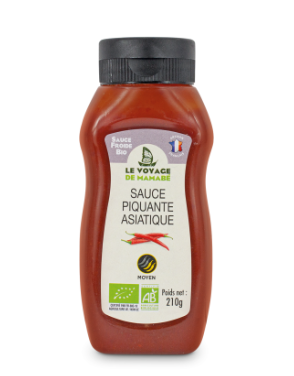 SAUCE
FROIDE
BIO
LE VOYAGE
DE MAMABÉ
SAUCE
PIQUANTE
ASIATIQUE
MOYEN
Poids net :
210g
AB